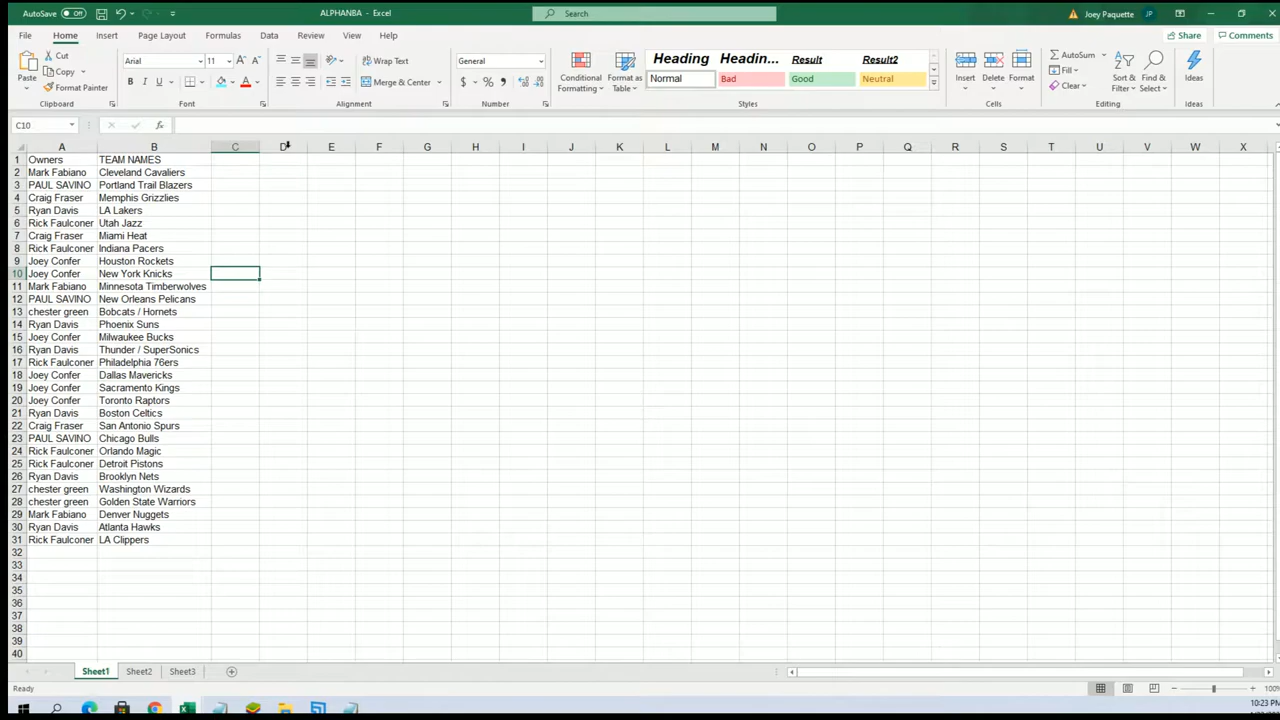 AutoSave Off ALPHANBA - Excel Search Joey Paquette JP
File Home Insert Page Layout Formulas Data Review View Help Share Comments
Paste Cut Copy Format Painter Clipboard
Arial 11 B I U A A Font
Wrap Text Merge & Center Alignment
General $ % , Number
Conditional Formatting Format as Table Heading Headin... Result Result2 Normal Bad Good Neutral Styles
Insert Delete Format Cells
AutoSum Fill Clear Sort & Filter Find & Select Editing
Ideas Ideas
C10 fx
A B C D E F G H I J K L M N O P Q R S T U V W X
1 Owners TEAM NAMES
2 Mark Fabiano Cleveland Cavaliers
3 PAUL SAVINO Portland Trail Blazers
4 Craig Fraser Memphis Grizzlies
5 Ryan Davis LA Lakers
6 Rick Faulconer Utah Jazz
7 Craig Fraser Miami Heat
8 Rick Faulconer Indiana Pacers
9 Joey Confer Houston Rockets
10 Joey Confer New York Knicks
11 Mark Fabiano Minnesota Timberwolves
12 PAUL SAVINO New Orleans Pelicans
13 chester green Bobcats / Hornets
14 Ryan Davis Phoenix Suns
15 Joey Confer Milwaukee Bucks
16 Ryan Davis Thunder / SuperSonics
17 Rick Faulconer Philadelphia 76ers
18 Joey Confer Dallas Mavericks
19 Joey Confer Sacramento Kings
20 Joey Confer Toronto Raptors
21 Ryan Davis Boston Celtics
22 Craig Fraser San Antonio Spurs
23 PAUL SAVINO Chicago Bulls
24 Rick Faulconer Orlando Magic
25 Rick Faulconer Detroit Pistons
26 Ryan Davis Brooklyn Nets
27 chester green Washington Wizards
28 chester green Golden State Warriors
29 Mark Fabiano Denver Nuggets
30 Ryan Davis Atlanta Hawks
31 Rick Faulconer LA Clippers
32
33
34
35
36
37
38
39
40
Sheet1 Sheet2 Sheet3
Ready 100%
10:23 PM